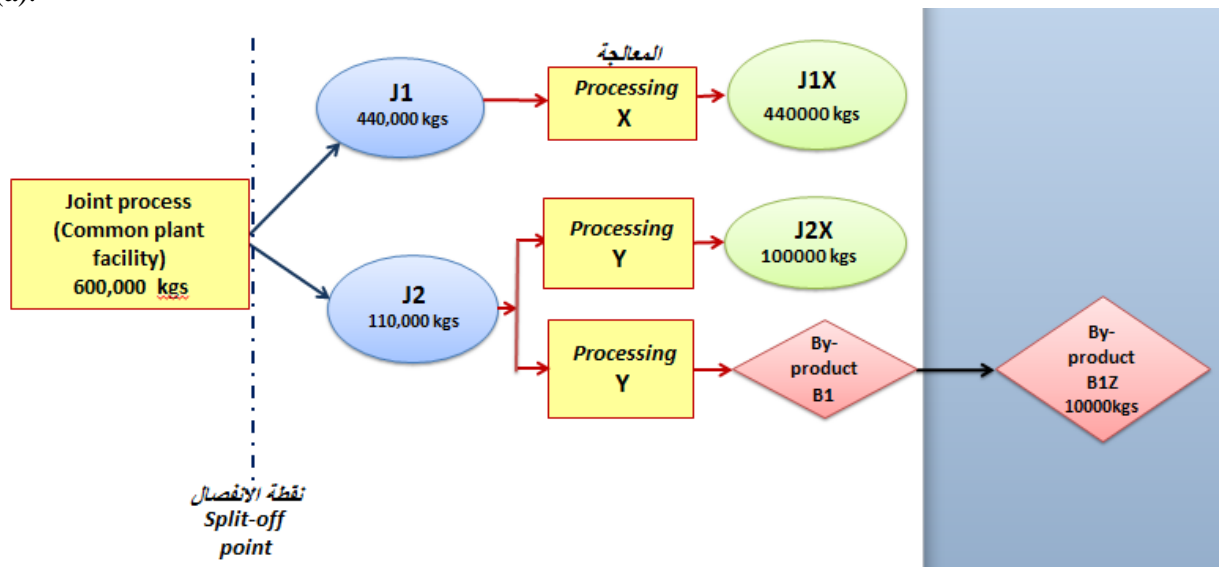 (a).
Joint process
(Common plant
facility)
600,000 kgs
نقطة الانفصال
Split-off
point
J1
440,000 kgs
المعالجة
Processing
X
J1X
440000 kgs
J2
110,000 kgs
Processing
Y
J2X
100000 kgs
Processing
Y
By-
product
B1
By-
product
B1Z
10000kgs